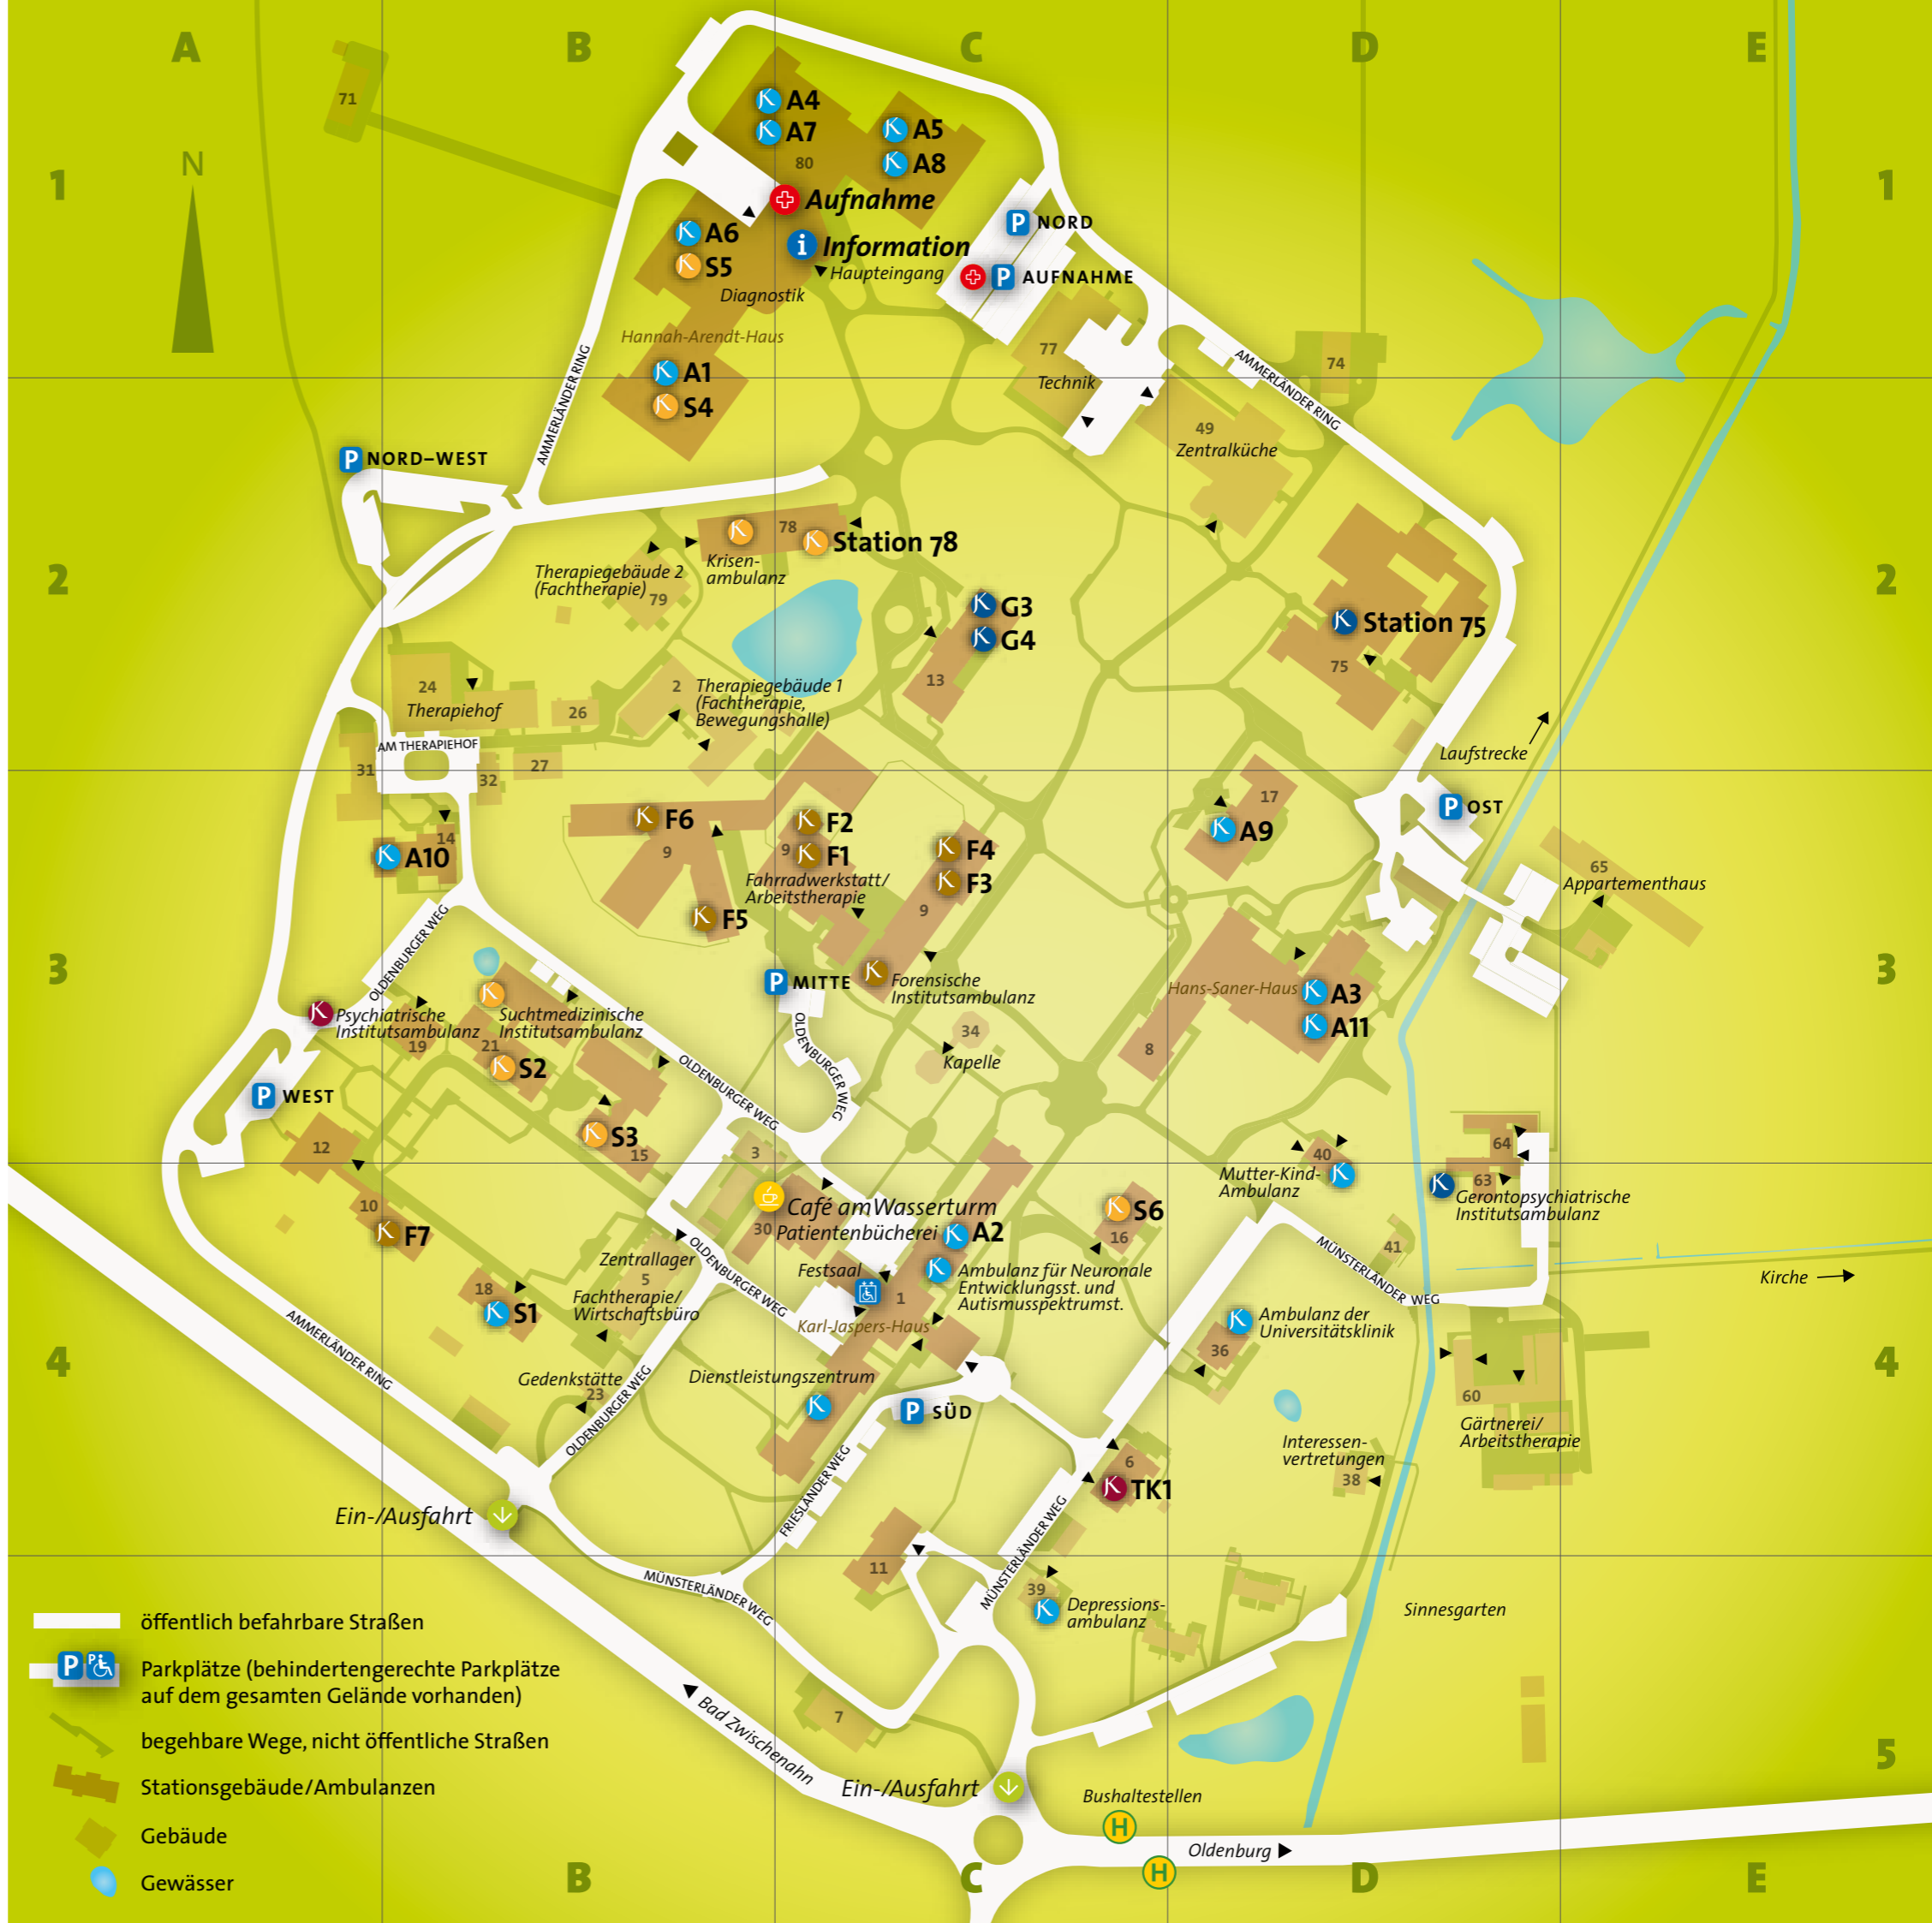 A
B
C
D
E
71
N
1
1
A4
A7
A5
A8
80
Aufnahme
A6
S5
Information
Haupteingang
Diagnostik
P NORD
P AUFNAHME
Hannah-Arendt-Haus
A1
S4
AMMERLÄNDER RING
77
Technik
74
AMMERLÄNDER RING
49
Zentralküche
P NORD–WEST
2
2
78
Station 78
Krisen-
ambulanz
Therapiegebäude 2
(Fachtherapie)
79
G3
G4
13
Station 75
75
24
Therapiehof
26
2
Therapiegebäude 1
(Fachtherapie,
Bewegungshalle)
AM THERAPIEHOF
31
32
27
Laufstrecke
P OST
17
A9
F6
9
F2
9
F1
Fahrradwerkstatt/
Arbeitstherapie
F4
F3
9
F5
14
A10
65
Appartementhaus
3
3
OLDENBURGER WEG
P MITTE
Forensische
Institutsambulanz
Hans-Saner-Haus
A3
A11
8
Psychiatrische
Institutsambulanz
19
Suchtmedizinische
Institutsambulanz
21
S2
OLDENBURGER WEG
OLDENBURGER WEG
34
Kapelle
P WEST
12
S3
15
3
40
Mutter-Kind-
Ambulanz
64
63
Gerontopsychiatrische
Institutsambulanz
10
F7
Café am Wasserturm
30
Patientenbücherei
A2
S6
16
OLDENBURGER WEG
Zentrallager
5
Fachtherapie/
Wirtschaftsbüro
Festsaal
1
Ambulanz für Neuronale
Entwicklungsst. und
Autismusspektrumst.
Karl-Jaspers-Haus
MÜNSTERLÄNDER WEG
41
Kirche
18
S1
Ambulanz der
Universitätsklinik
36
4
4
AMMERLÄNDER RING
Gedenkstätte
23
OLDENBURGER WEG
Dienstleistungszentrum
P SÜD
60
Gärtnerei/
Arbeitstherapie
Interessen-
vertretungen
38
6
TK1
FRIESLÄNDER WEG
MÜNSTERLÄNDER WEG
Ein-/Ausfahrt
11
39
Depressions-
ambulanz
MÜNSTERLÄNDER WEG
Sinnesgarten
öffentlich befahrbare Straßen
P P Parkplätze (behindertengerechte Parkplätze
auf dem gesamten Gelände vorhanden)
begehbare Wege, nicht öffentliche Straßen
Stationsgebäude/Ambulanzen
Gebäude
Gewässer
7
Bad Zwischenahn
Ein-/Ausfahrt
5
Bushaltestellen
H
H
Oldenburg
B
C
D
E